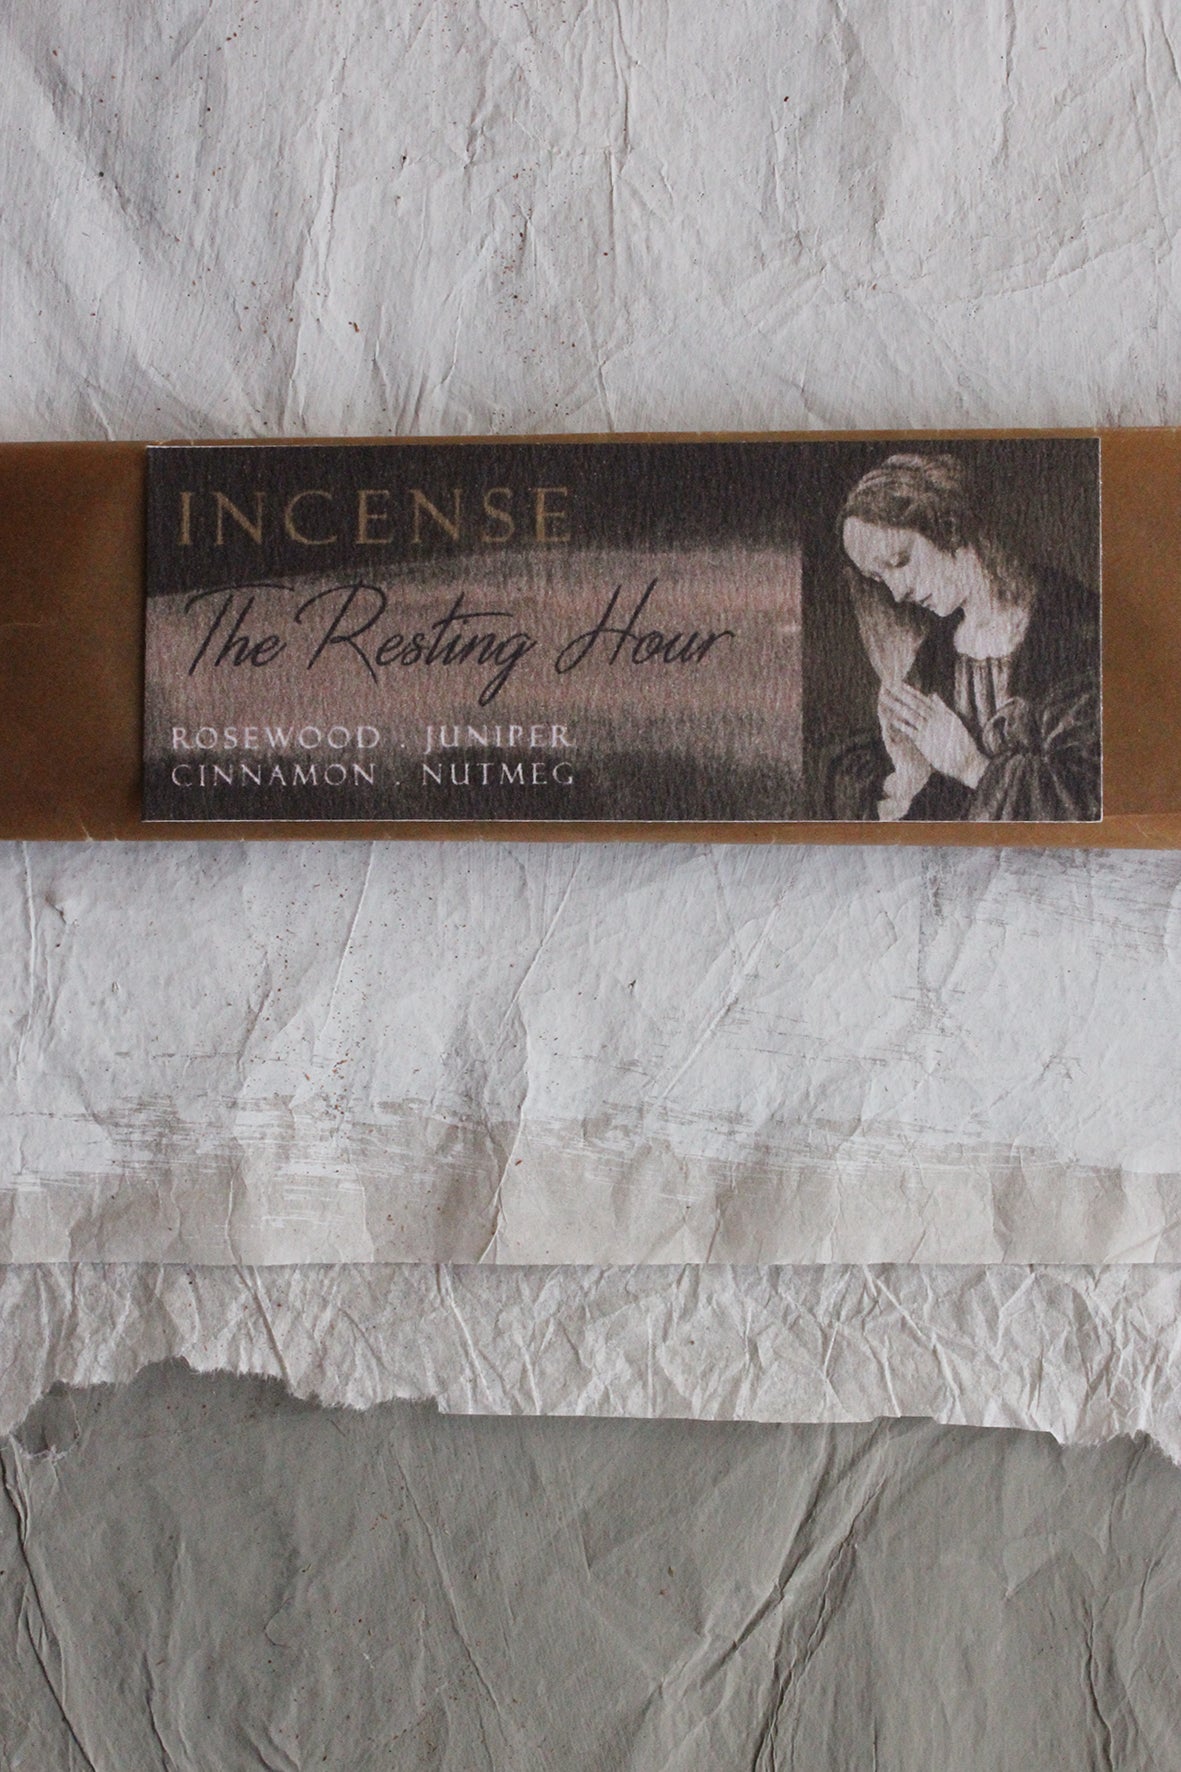 INCENSE
The Resting Hour
ROSEWOOD . JUNIPER
CINNAMON . NUTMEG